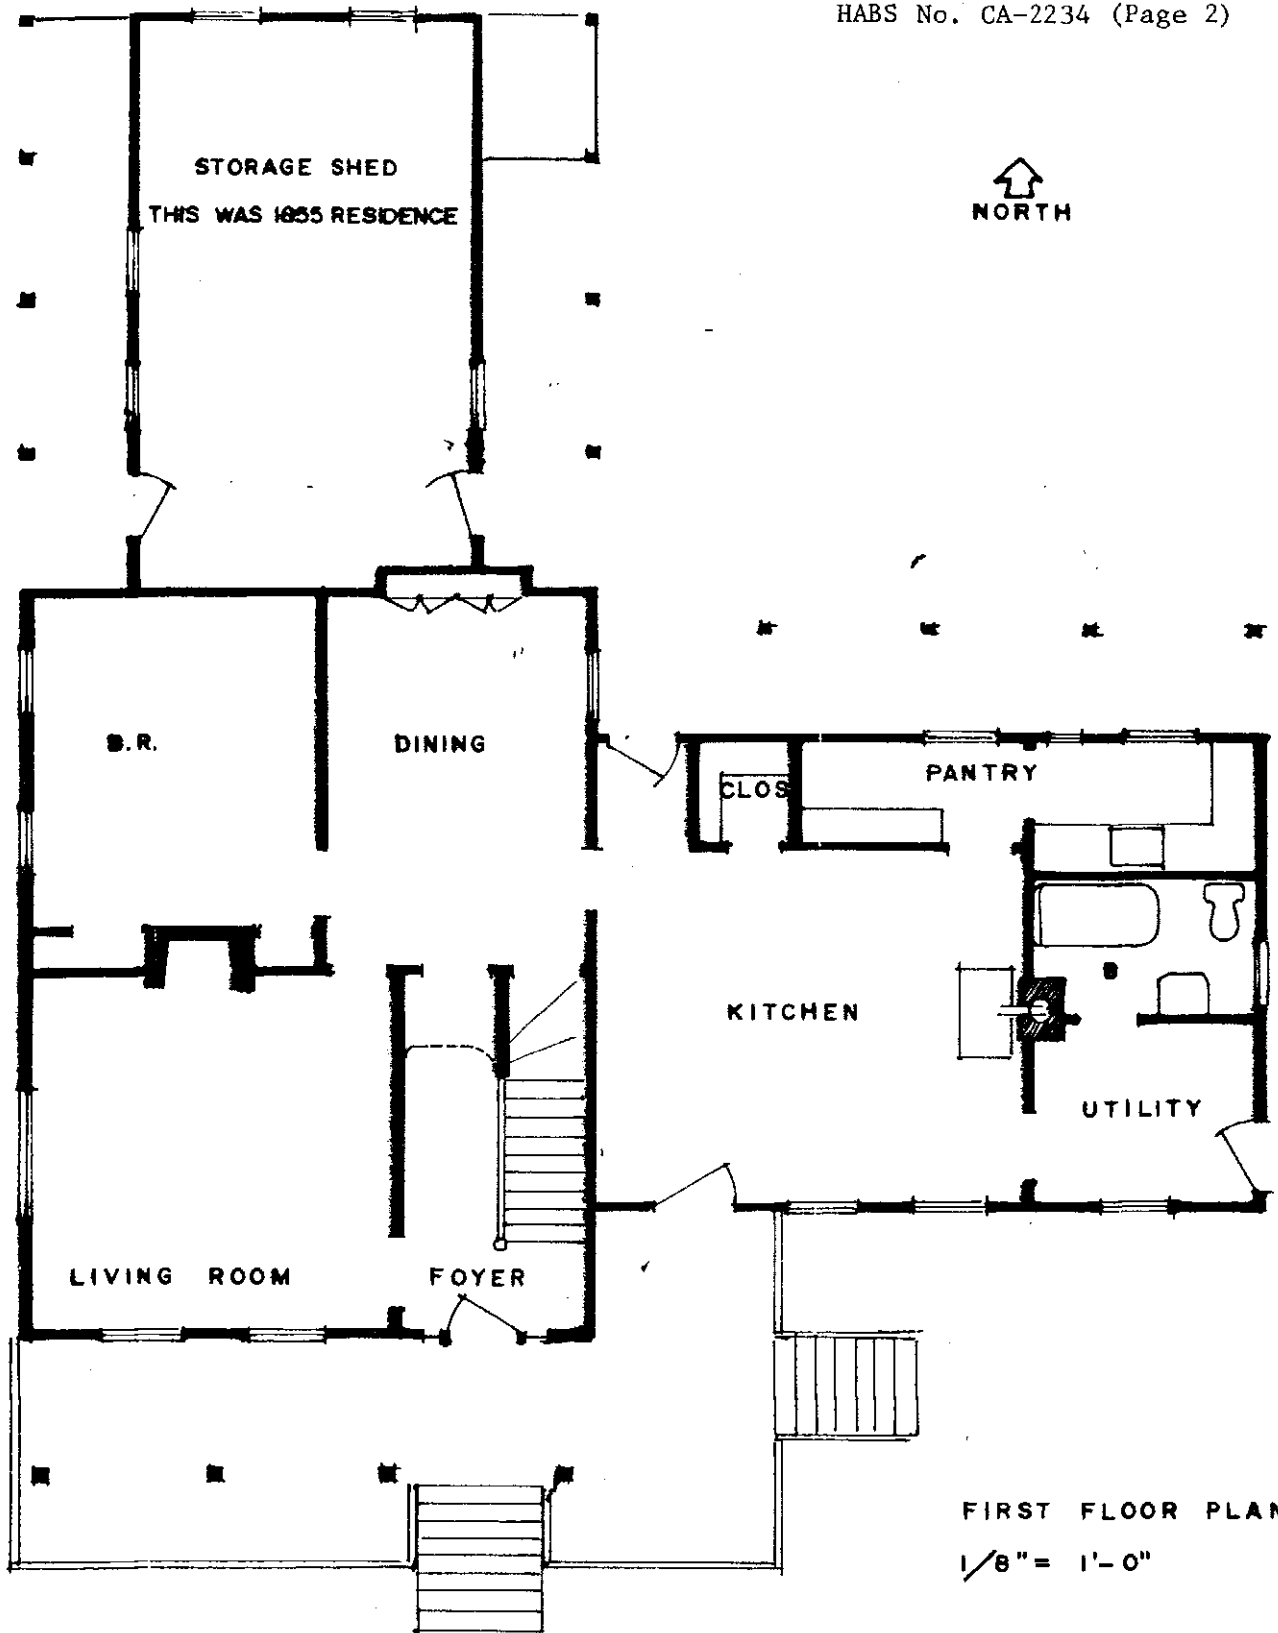 HABS No. CA-2234 (Page 2)
STORAGE SHED
THIS WAS 1855 RESIDENCE
NORTH
B.R.
DINING
PANTRY
CLOS
B
KITCHEN
UTILITY
LIVING ROOM
FOYER
FIRST FLOOR PLAN
1/8" = 1'-0"